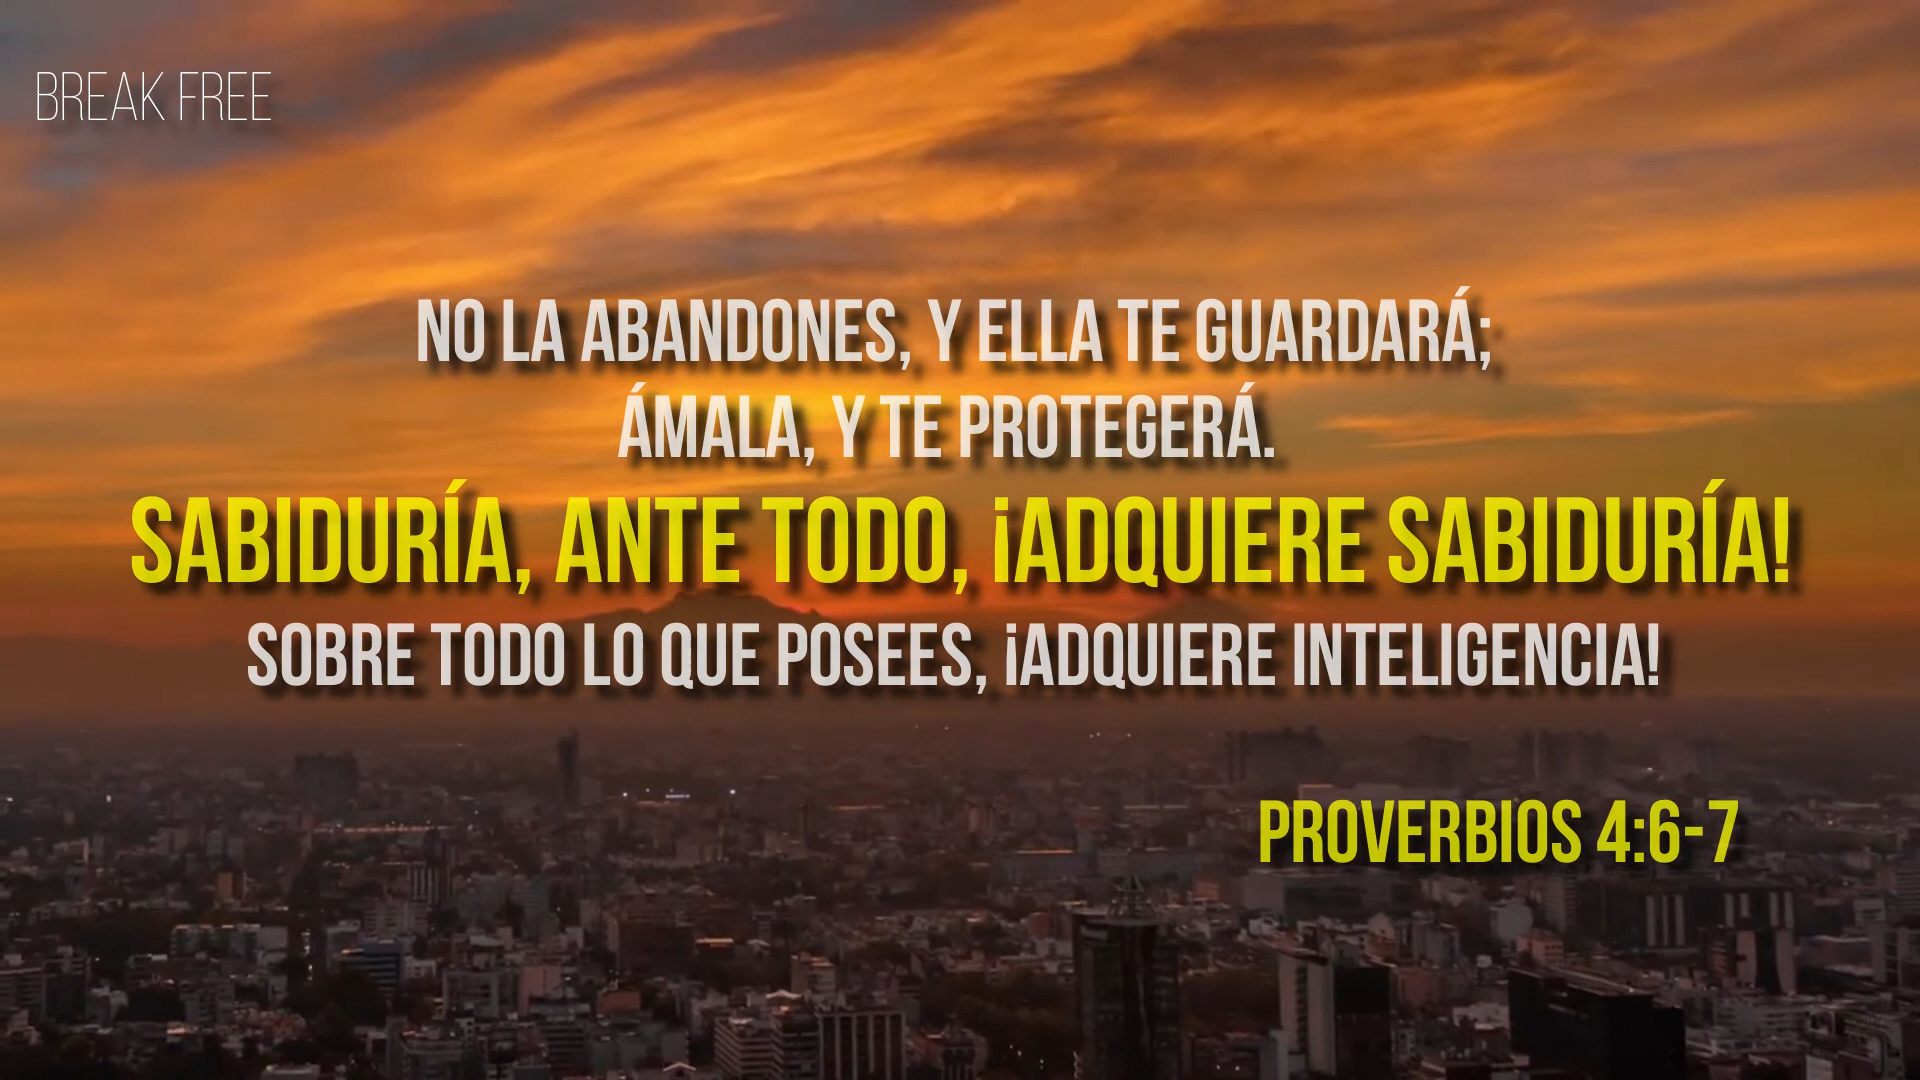 BREAK FREE
NO LA ABANDONES, Y ELLA TE GUARDARÁ;
ÁMALA, Y TE PROTEGERÁ.
SABIDURÍA, ANTE TODO, ¡ADQUIERE SABIDURÍA!
SOBRE TODO LO QUE POSEES, ¡ADQUIERE INTELIGENCIA!
PROVERBIOS 4:6-7